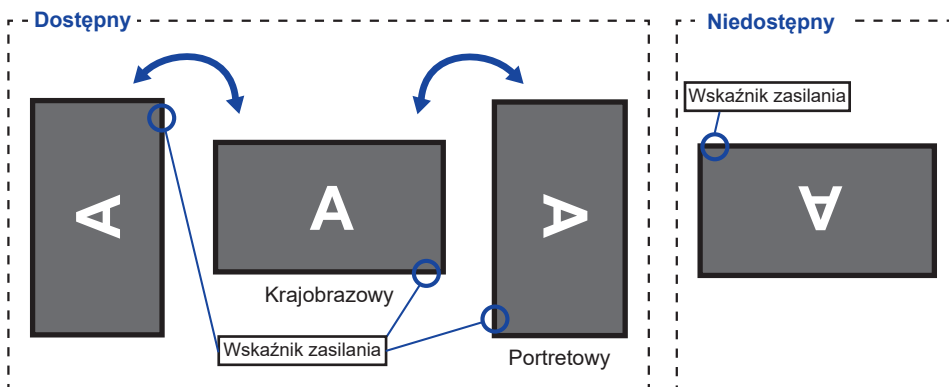 Dostępny
Niedostępny
Wskaźnik zasilania
A
A
A
A
Krajobrazowy
Wskaźnik zasilania
Portretowy